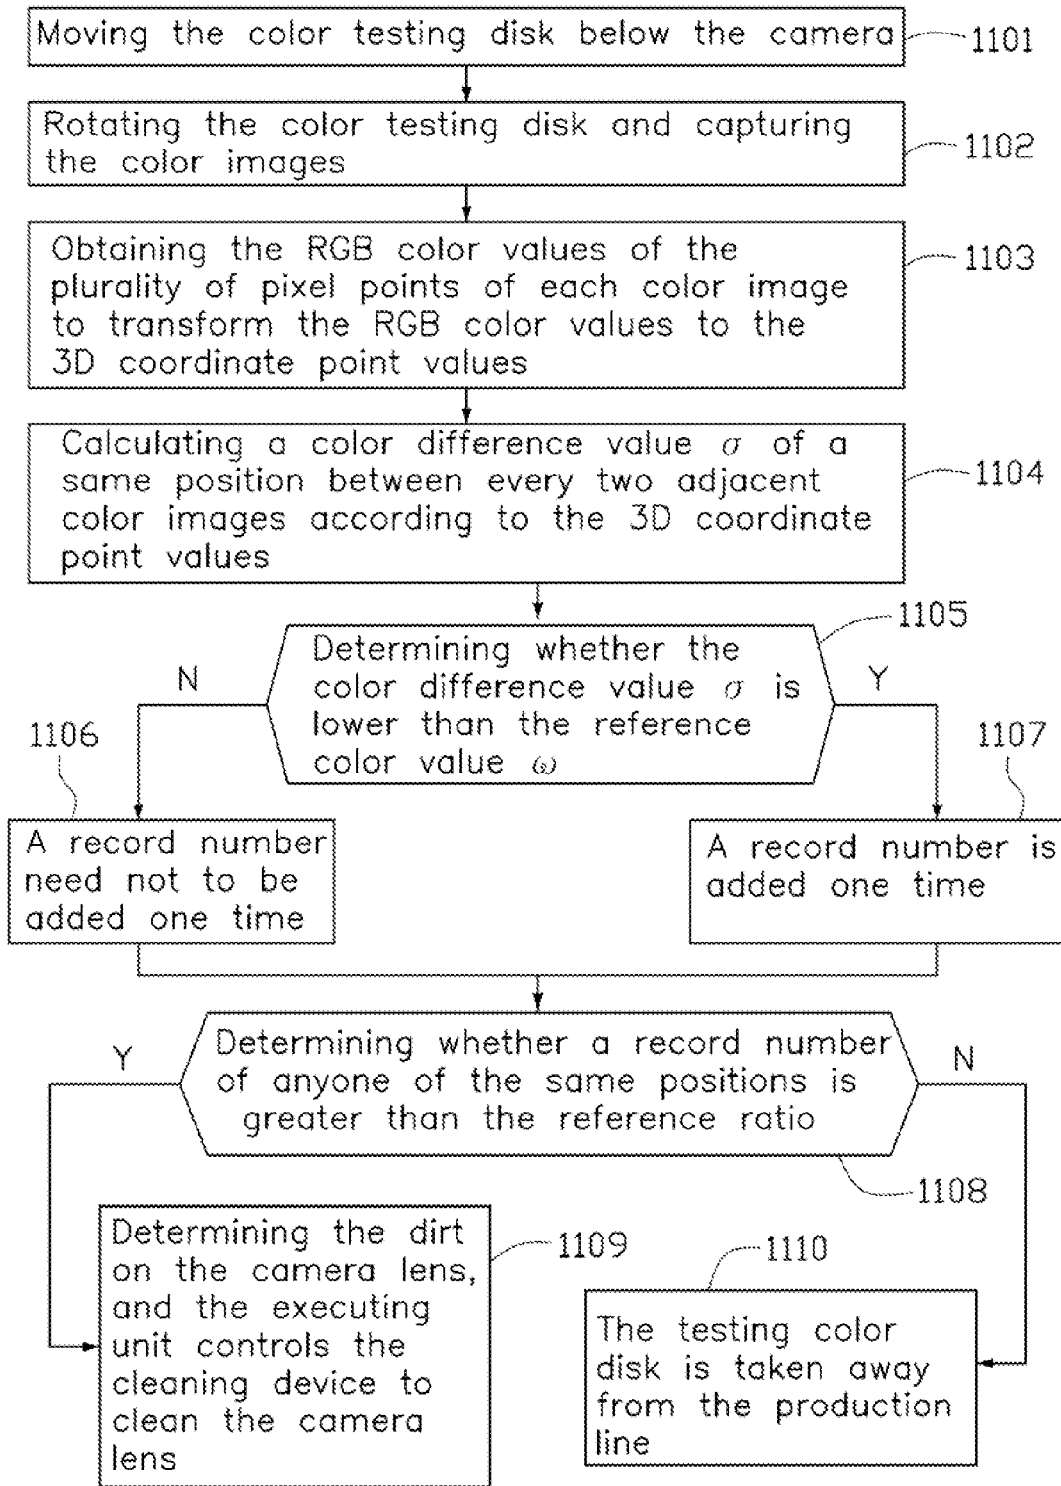 Moving the color testing disk below the camera
1101
Rotating the color testing disk and capturing
the color images
1102
Obtaining the RGB color values of the
plurality of pixel points of each color image
to transform the RGB color values to the
3D coordinate point values
1103
Calculating a color difference value σ of a
same position between every two adjacent
color images according to the 3D coordinate
point values
1104
1105
Determining whether the
color difference value σ is
lower than the reference
color value ω
N
Y
1106
1107
A record number
need not to be
added one time
A record number is
added one time
Y
Determining whether a record number
of anyone of the same positions is
greater than the reference ratio
N
1108
Determining the dirt
on the camera lens,
and the executing
unit controls the
cleaning device to
clean the camera
lens
1109
1110
The testing color
disk is taken away
from the production
line